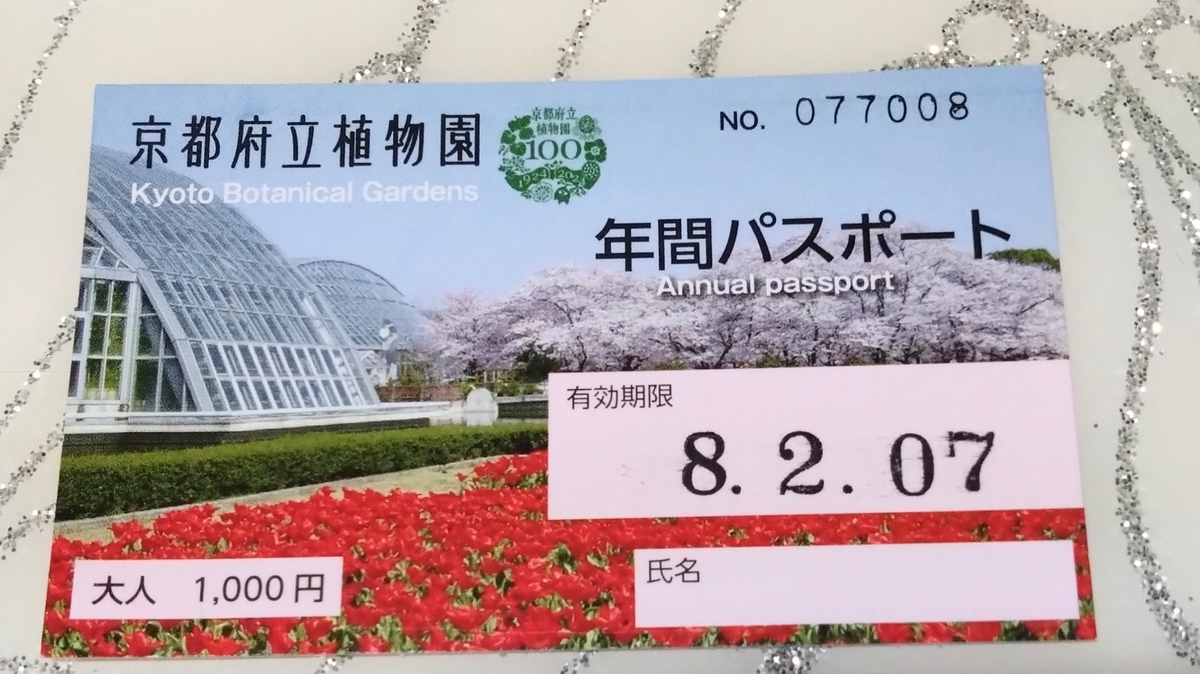 京都府立植物園
Kyoto Botanical Gardens
京都府立
植物園
100
NO. 077008
年間パスポート
Annual passport
有効期限
8. 2. 07
大人 1,000円
氏名